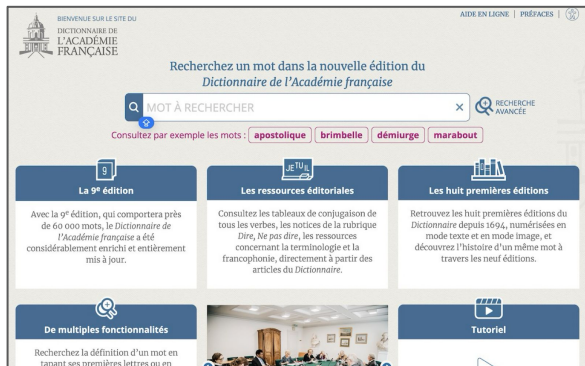 BIENVENUE SUR LE SITE DU
DICTIONNAIRE DE
L'ACADÉMIE
FRANÇAISE
AIDE EN LIGNE | PRÉFACES |
Recherchez un mot dans la nouvelle édition du
Dictionnaire de l'Académie française
MOT À RECHERCHER
RECHERCHE
AVANCÉE
Consultez par exemple les mots : apostolique brimbelle démiurge marabout
9
La 9e édition
Avec la 9e édition, qui comportera près
de 60 000 mots, le Dictionnaire de
l'Académie française a été
considérablement enrichi et entièrement
mis à jour.
JE TU IL
Les ressources éditoriales
Consultez les tableaux de conjugaison de
tous les verbes, les notices de la rubrique
Dire, Ne pas dire, les ressources
concernant la terminologie et la
francophonie, directement à partir des
articles du Dictionnaire.
Les huit premières éditions
Retrouvez les huit premières éditions du
Dictionnaire depuis 1694, numérisées en
mode texte et en mode image, et
découvrez l'histoire d'un même mot à
travers les neuf éditions.
De multiples fonctionnalités
Recherchez la définition d'un mot en
tapant ses premières lettres ou en
Tutoriel